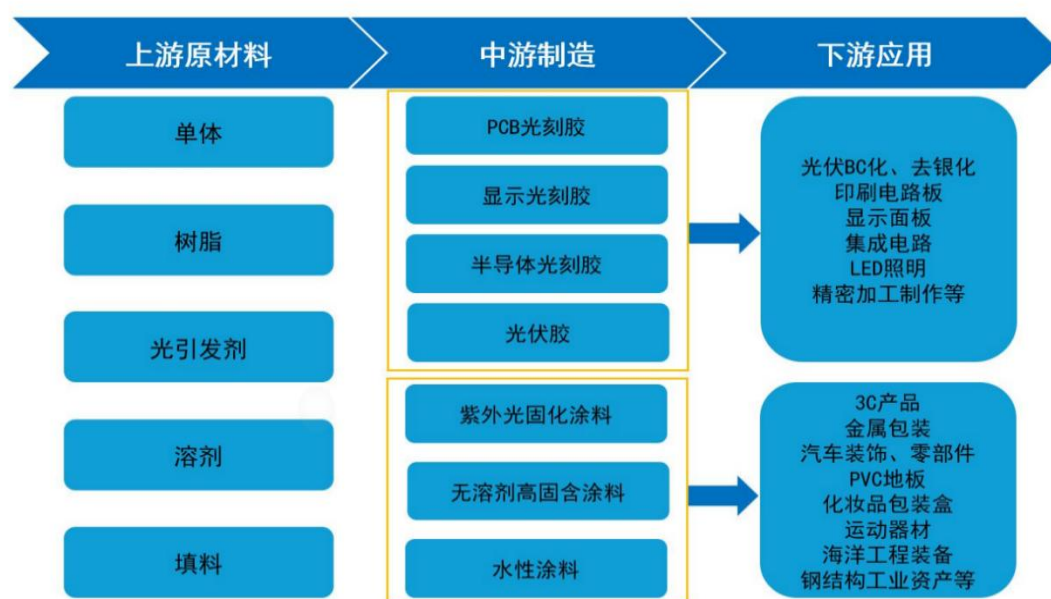 上游原材料
中游制造
下游应用
单体
树脂
光引发剂
溶剂
填料
PCB光刻胶
显示光刻胶
半导体光刻胶
光伏胶
紫外光固化涂料
无溶剂高固含涂料
水性涂料
光伏BC化、去银化
印刷电路板
显示面板
集成电路
LED照明
精密加工制作等
3C产品
金属包装
汽车装饰、零部件
PVC地板
化妆品包装盒
运动器材
海洋工程装备
钢结构工业资产等